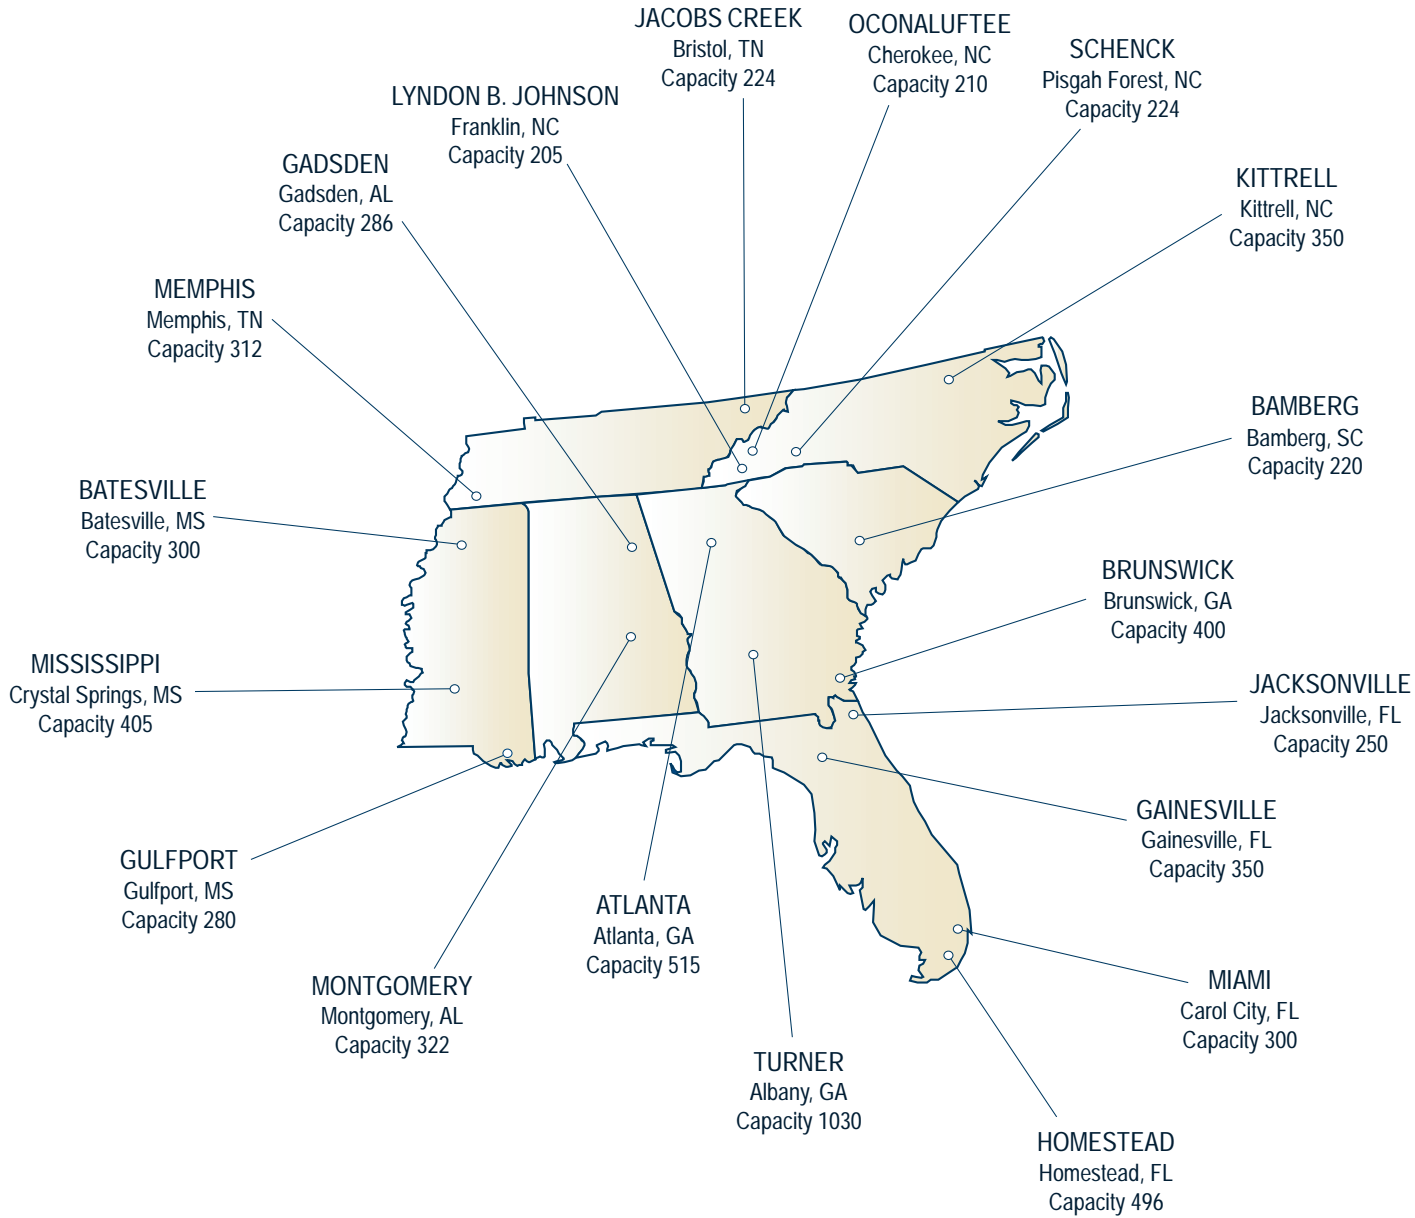 JACOBS CREEK
Bristol, TN
Capacity 224
OCONALUFTEE
Cherokee, NC
Capacity 210
SCHENCK
Pisgah Forest, NC
Capacity 224
LYNDON B. JOHNSON
Franklin, NC
Capacity 205
GADSDEN
Gadsden, AL
Capacity 286
KITTRELL
Kittrell, NC
Capacity 350
MEMPHIS
Memphis, TN
Capacity 312
BAMBERG
Bamberg, SC
Capacity 220
BATESVILLE
Batesville, MS
Capacity 300
BRUNSWICK
Brunswick, GA
Capacity 400
MISSISSIPPI
Crystal Springs, MS
Capacity 405
JACKSONVILLE
Jacksonville, FL
Capacity 250
GAINESVILLE
Gainesville, FL
Capacity 350
GULFPORT
Gulfport, MS
Capacity 280
ATLANTA
Atlanta, GA
Capacity 515
MONTGOMERY
Montgomery, AL
Capacity 322
MIAMI
Carol City, FL
Capacity 300
TURNER
Albany, GA
Capacity 1030
HOMESTEAD
Homestead, FL
Capacity 496